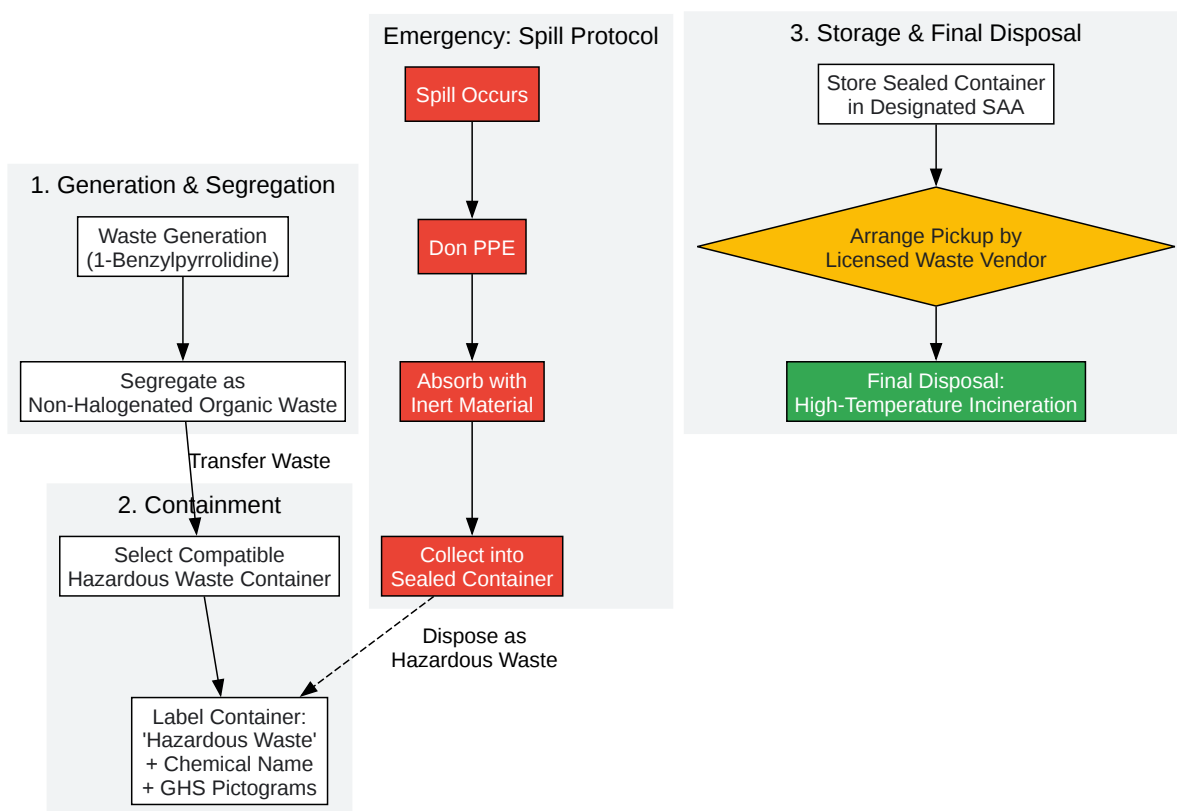 1. Generation & Segregation
Waste Generation
(1-Benzylpyrrolidine)
Segregate as
Non-Halogenated Organic Waste
Transfer Waste
2. Containment
Select Compatible
Hazardous Waste Container
Label Container:
'Hazardous Waste'
+ Chemical Name
+ GHS Pictograms
Emergency: Spill Protocol
Spill Occurs
Don PPE
Absorb with
Inert Material
Collect into
Sealed Container
Dispose as
Hazardous Waste
3. Storage & Final Disposal
Store Sealed Container
in Designated SAA
Arrange Pickup by
Licensed Waste Vendor
Final Disposal:
High-Temperature Incineration